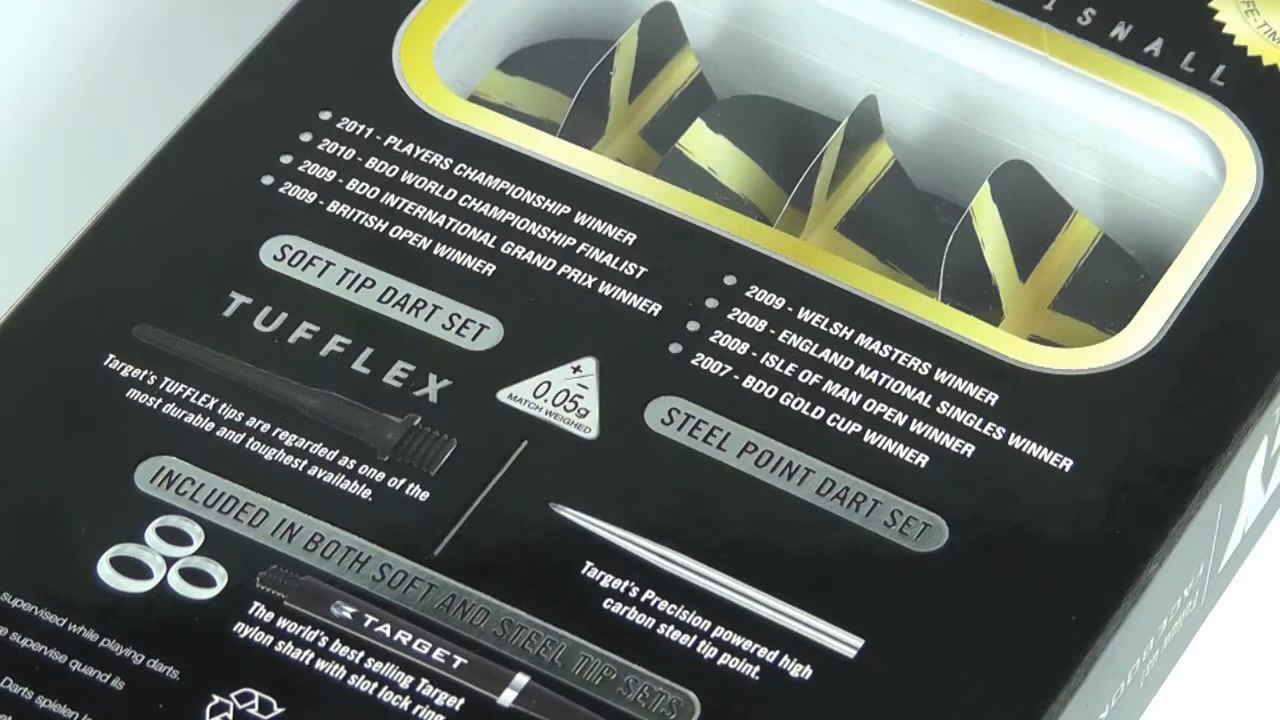 ISNALL
FE-TIM
2011 - PLAYERS CHAMPIONSHIP WINNER
2010 - BDO WORLD CHAMPIONSHIP FINALIST
2009 - BDO INTERNATIONAL GRAND PRIX WINNER
2009 - BRITISH OPEN WINNER
2009 - WELSH MASTERS WINNER
2008 - ENGLAND NATIONAL SINGLES WINNER
2008 - ISLE OF MAN OPEN WINNER
2007 - BDO GOLD CUP WINNER
SOFT TIP DART SET
TUFFLEX
Target's TUFFLEX tips are regarded as one of the
most durable and toughest available.
+/-
0.05g
MATCH WEIGHED
STEEL POINT DART SET
Target's Precision powered high
carbon steel tip point.
INCLUDED IN BOTH SOFT AND STEEL TIP SETS
TARGET
The world's best selling Target
nylon shaft with slot lock ring
supervised while playing darts.
e supervise quand ils
Darts spielen